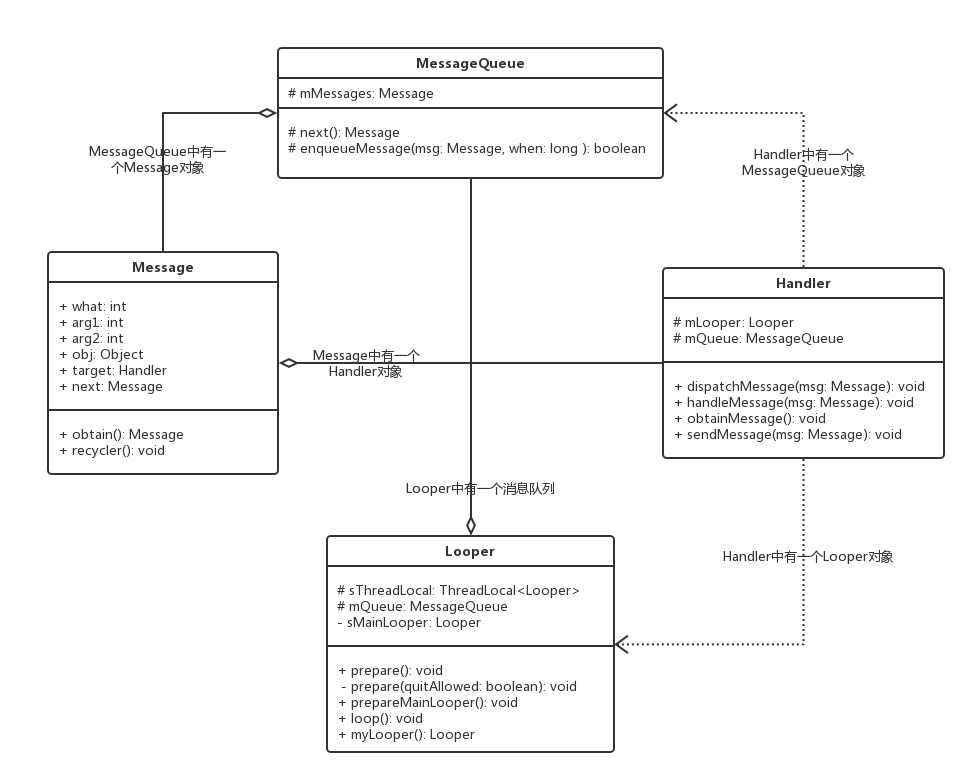 MessageQueue
# mMessages: Message
# next(): Message
# enqueueMessage(msg: Message, when: long ): boolean
MessageQueue中有一
个Message对象
Handler中有一个
MessageQueue对象
Message
+ what: int
+ arg1: int
+ arg2: int
+ obj: Object
+ target: Handler
+ next: Message
+ obtain(): Message
+ recycler(): void
Message中有一个
Handler对象
Handler
# mLooper: Looper
# mQueue: MessageQueue
+ dispatchMessage(msg: Message): void
+ handleMessage(msg: Message): void
+ obtainMessage(): void
+ sendMessage(msg: Message): void
Looper中有一个消息队列
Handler中有一个Looper对象
Looper
# sThreadLocal: ThreadLocal<Looper>
# mQueue: MessageQueue
- sMainLooper: Looper
+ prepare(): void
- prepare(quitAllowed: boolean): void
+ prepareMainLooper(): void
+ loop(): void
+ myLooper(): Looper